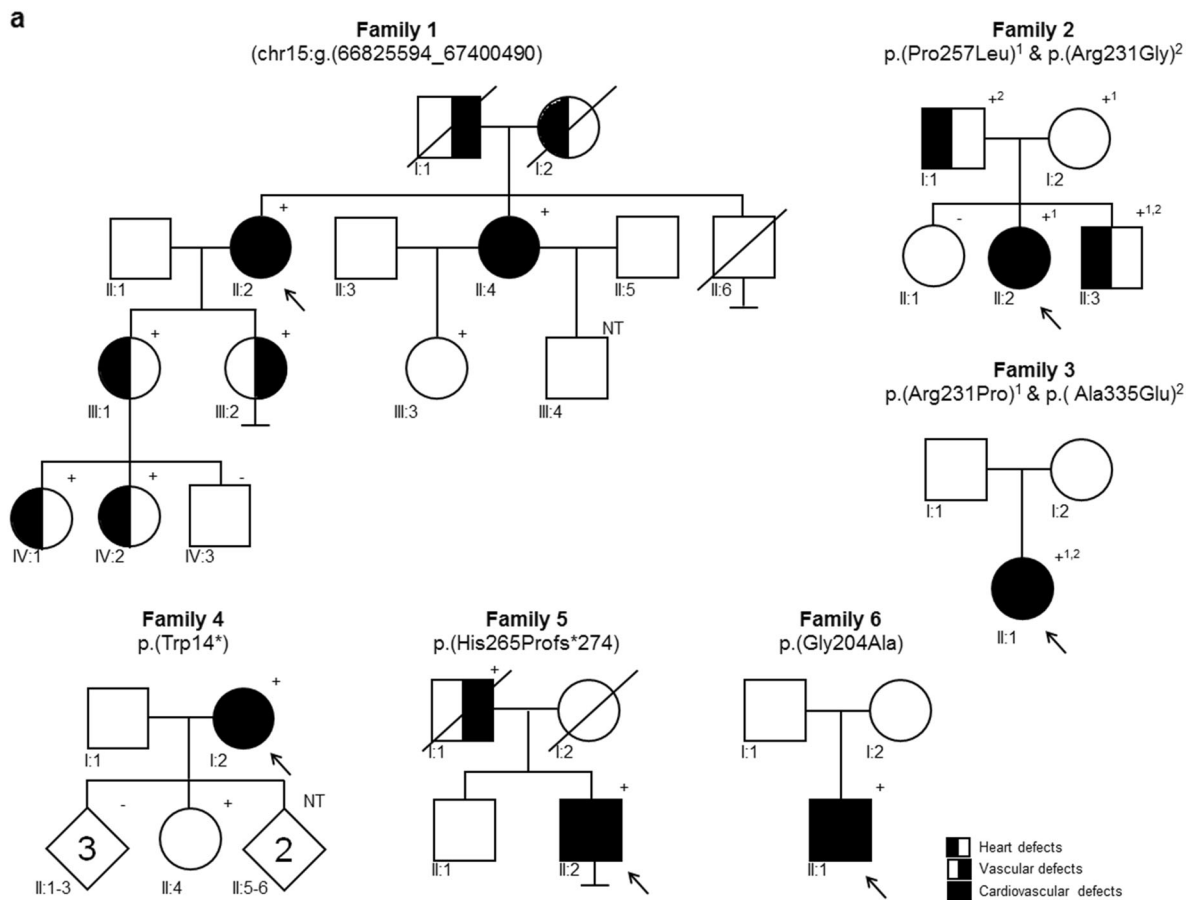 a
Family 1
(chr15:g.(66825594_67400490)
I:1
I:2
+
+
II:1
II:2
II:3
II:4
II:5
II:6
+
+
+
NT
III:1
III:2
III:3
III:4
+
+
-
IV:1
IV:2
IV:3
Family 2
p.(Pro257Leu)¹ & p.(Arg231Gly)²
+²
+¹
I:1
I:2
-
+¹
+¹,²
II:1
II:2
II:3
Family 3
p.(Arg231Pro)¹ & p.( Ala335Glu)²
I:1
I:2
+¹,²
II:1
Family 4
p.(Trp14*)
+
I:1
I:2
-
+
NT
3
2
II:1-3
II:4
II:5-6
Family 5
p.(His265Profs*274)
+
I:1
I:2
+
II:1
II:2
Family 6
p.(Gly204Ala)
I:1
I:2
+
II:1
Heart defects
Vascular defects
Cardiovascular defects